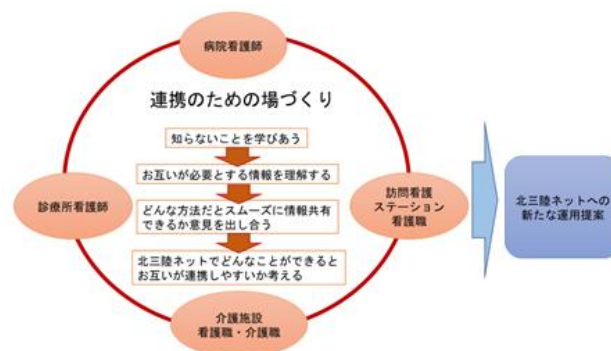 病院看護師
連携のための場づくり
知らないことを学びあう
お互いが必要とする情報を理解する
どんな方法だとスムーズに情報共有
できるか意見を出し合う
北三陸ネットでどんなことができると
お互いが連携しやすいか考える
診療所看護師
訪問看護
ステーション
看護職
介護施設
看護職・介護職
北三陸ネットへの
新たな運用提案